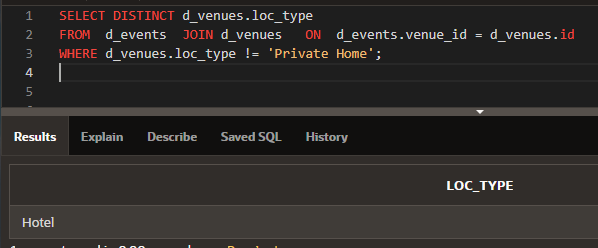 1 SELECT DISTINCT d_venues.loc_type
2 FROM d_events JOIN d_venues ON d_events.venue_id = d_venues.id
3 WHERE d_venues.loc_type != 'Private Home';
4
5
Results Explain Describe Saved SQL History
LOC_TYPE
Hotel